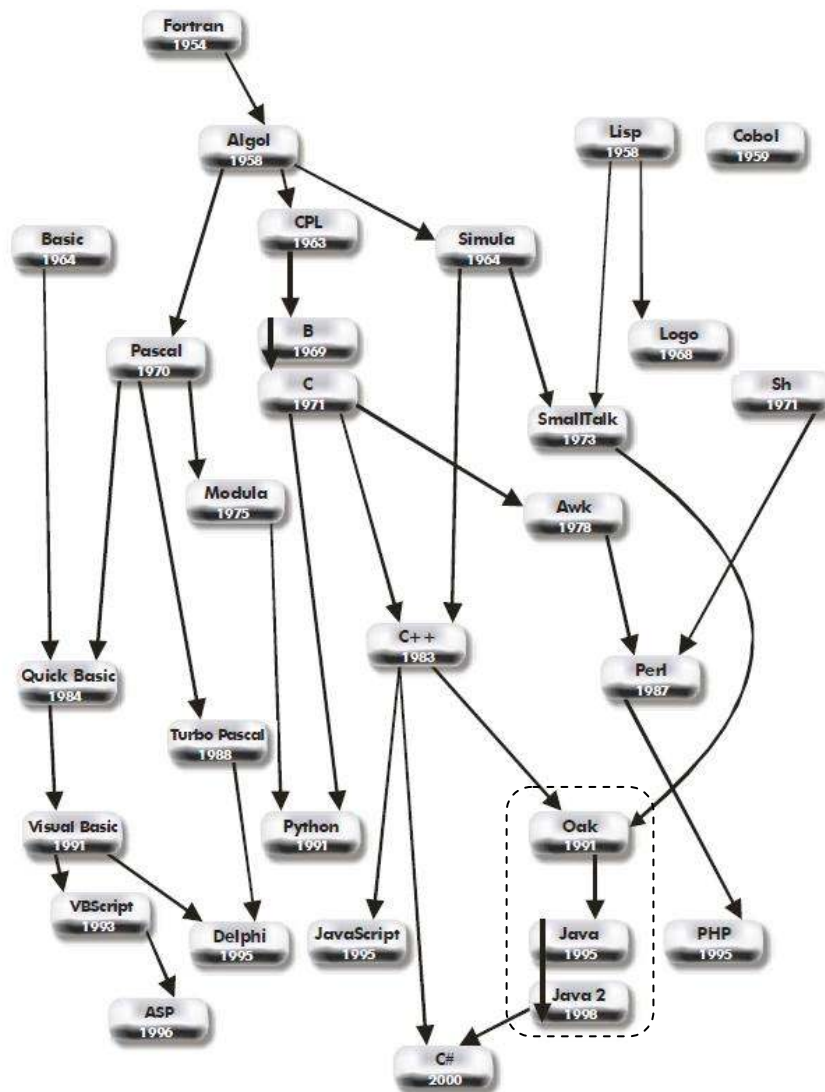 Fortran
1954
Algol
1958
Lisp
1958
Cobol
1959
CPL
1963
Basic
1964
Simula
1964
B
1969
Logo
1968
Pascal
1970
C
1971
Sh
1971
SmallTalk
1973
Modula
1975
Awk
1978
C++
1983
Quick Basic
1984
Perl
1987
Turbo Pascal
1988
Visual Basic
1991
Python
1991
Oak
1991
VBScript
1993
Delphi
1995
JavaScript
1995
Java
1995
PHP
1995
ASP
1996
Java 2
1998
C#
2000